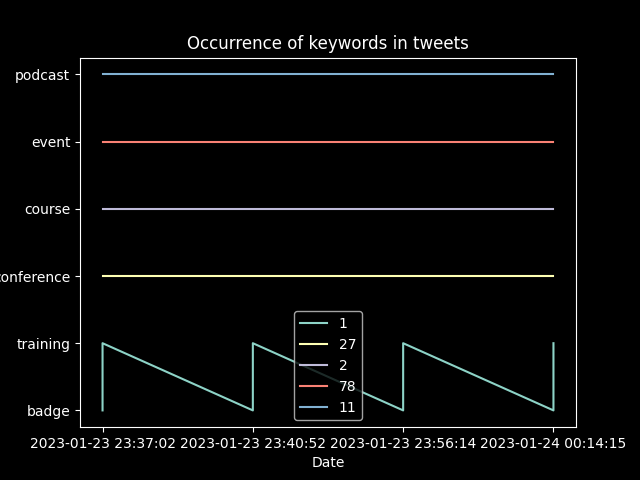 Occurrence of keywords in tweets
podcast
event
course
conference
training
badge
1
27
2
78
11
2023-01-23 23:37:02 2023-01-23 23:40:52 2023-01-23 23:56:14 2023-01-24 00:14:15
Date